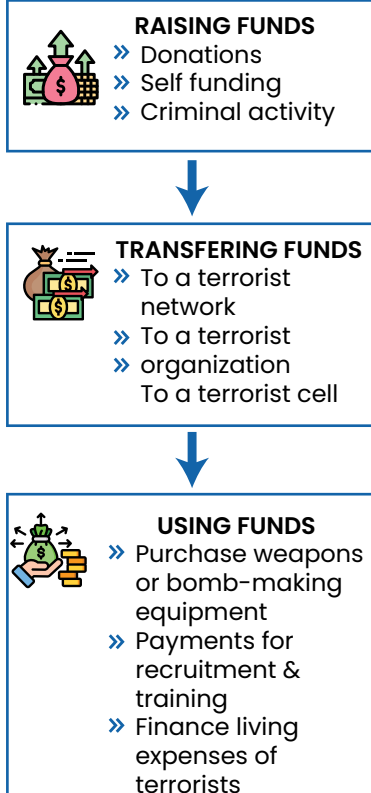 RAISING FUNDS
» Donations
» Self funding
» Criminal activity
TRANSFERING FUNDS
» To a terrorist
network
» To a terrorist
» organization
To a terrorist cell
USING FUNDS
» Purchase weapons
or bomb-making
equipment
» Payments for
recruitment &
training
» Finance living
expenses of
terrorists